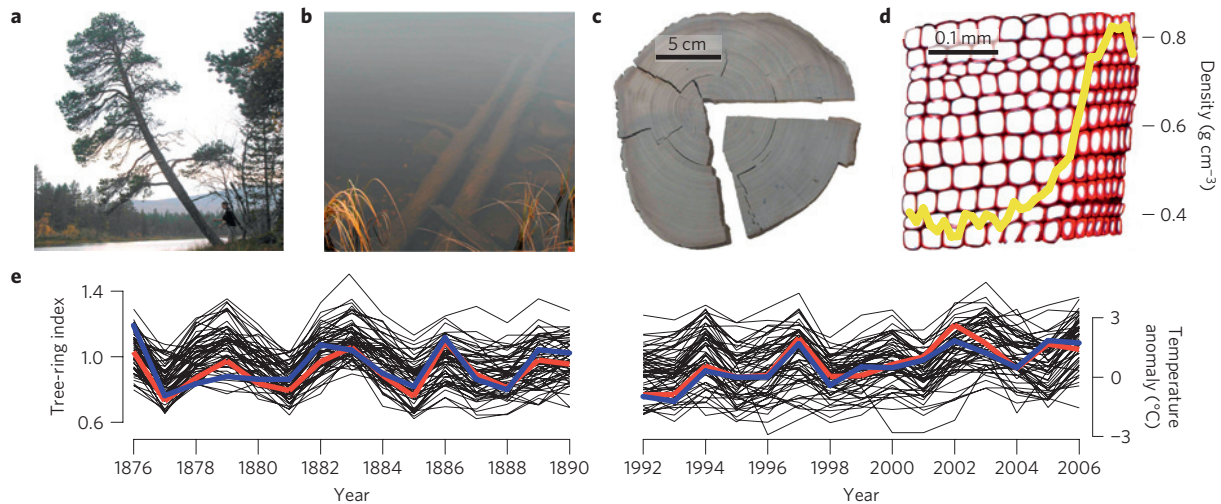 a
b
c
d
5 cm
0.1 mm
0.8
0.6
0.4
Density (g cm⁻³)
e
Tree-ring index
1.4
1.0
0.6
1876 1878 1880 1882 1884 1886 1888 1890
Year
1992 1994 1996 1998 2000 2002 2004 2006
Year
3
0
−3
Temperature
anomaly (°C)